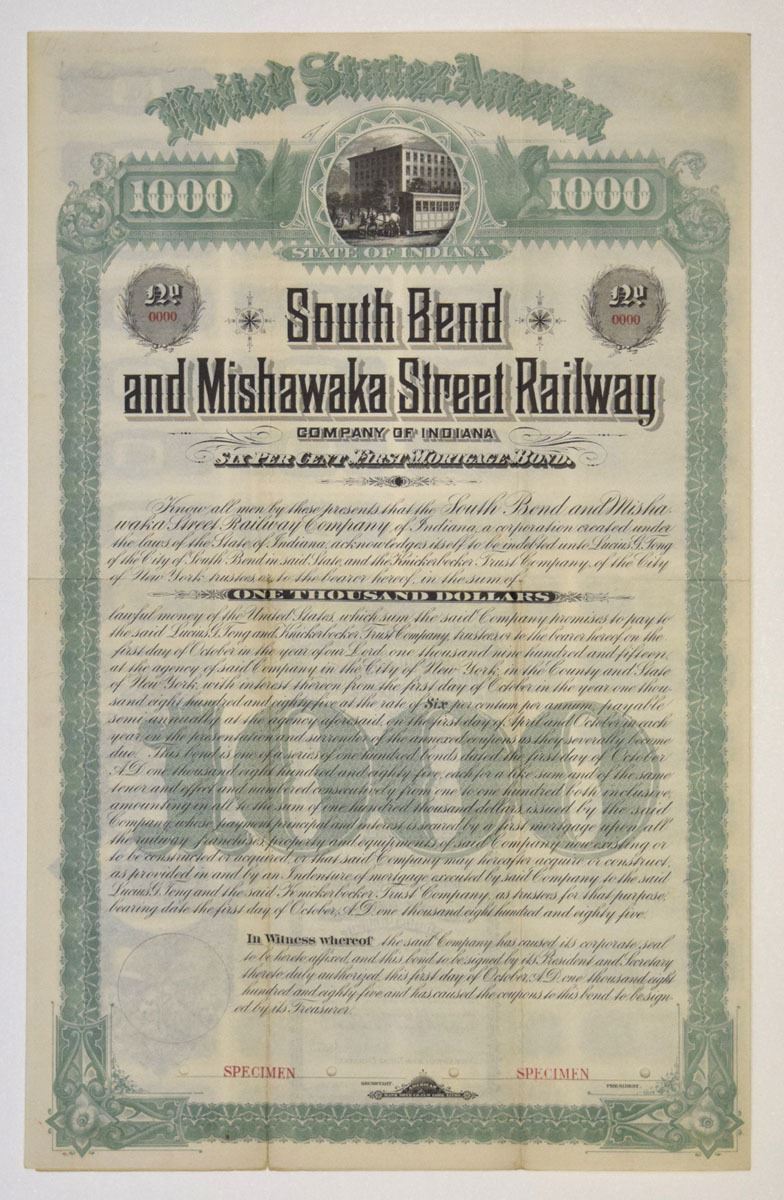 United States America
1000 1000
STATE OF INDIANA
No No
0000 0000
South Bend
and Mishawaka Street Railway
COMPANY OF INDIANA
SIX PER CENT FIRST MORTGAGE BOND.
Know all men by these presents that the South Bend and Misha
waka Street Railway Company of Indiana, a corporation created under
the laws of the State of Indiana, acknowledges itself to be indebted unto Lucius G. Tong
of the City of South Bend in said State, and the Knickerbocker Trust Company, of the City
of New York trustees or to the bearer hereof, in the sum of
ONE THOUSAND DOLLARS
lawful money of the United States, which sum the said Company promises to pay to
the said Lucius G. Tong and Knickerbocker Trust Company, trustees or to the bearer hereof on the
first day of October in the year of our Lord, one thousand nine hundred and fifteen,
at the agency of said Company in the City of New York, in the County and State
of New York, with interest thereon from the first day of October in the year one thou-
sand eight hundred and eighty five at the rate of Six per centum per annum, payable
semi-annually, at the agency aforesaid, on the first day of April and October in each
year, on the presentation and surrender of the annexed coupons as they severally become
due. This bond is one of a series of one hundred bonds dated the first day of October
A.D. one thousand eight hundred and eighty five, each for a like sum and of the same
tenor and effect and numbered consecutively from one to one hundred both inclusive,
amounting in all to the sum of one hundred thousand dollars, issued by the said
Company, whose payment, principal and interest is secured by a first mortgage upon all
the railway, franchises, property and equipments of said Company now existing or
to be constructed or acquired, or that said Company may hereafter acquire or construct,
as provided in and by an Indenture of mortgage executed by said Company to the said
Lucius G. Tong and the said Knickerbocker Trust Company, as trustees for that purpose,
bearing date the first day of October, A.D. one thousand eight hundred and eighty five.
1000
In Witness whereof the said Company has caused its corporate seal
to be hereto affixed, and this bond to be signed by its President and Secretary
thereto duly authorized, this first day of October, A.D. one thousand eight
hundred and eighty-five and has caused the coupons to this bond to be sign-
ed by its Treasurer.
SPECIMEN SPECIMEN
SECRETARY. PRESIDENT.
AMERICAN
BANK NOTE CO. NEW YORK